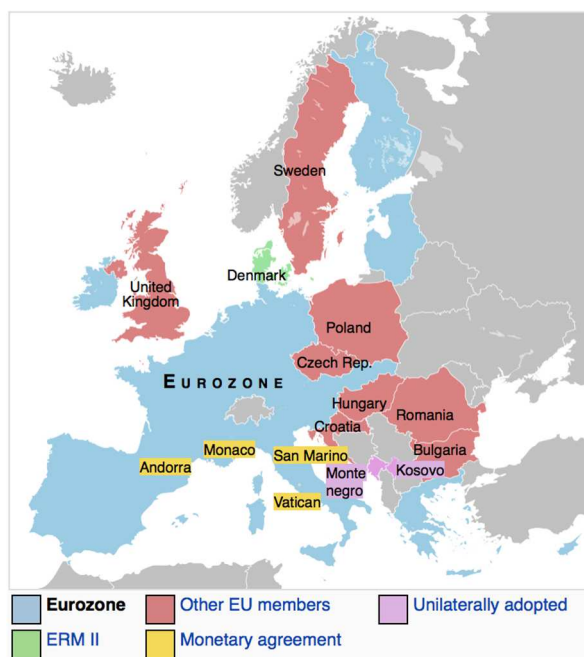 Sweden
Denmark
United
Kingdom
Poland
Czech Rep.
EUROZONE
Hungary
Romania
Croatia
Bulgaria
Monaco
San Marino
Andorra
Monte
negro
Kosovo
Vatican
Eurozone
Other EU members
Unilaterally adopted
ERM II
Monetary agreement